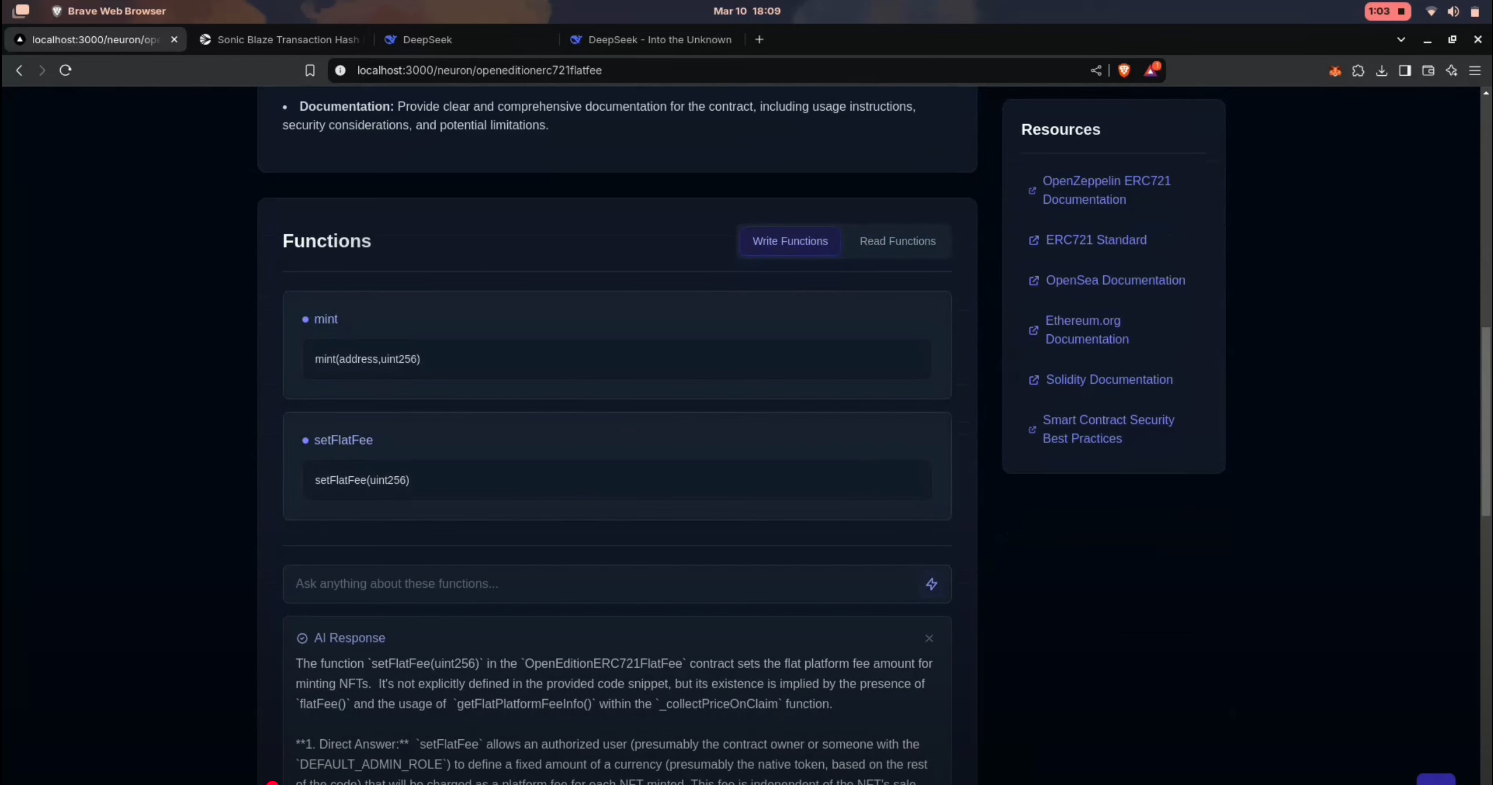 Brave Web Browser
Mar 10 18:09
1:03
localhost:3000/neuron/ope
Sonic Blaze Transaction Hash
DeepSeek
DeepSeek - Into the Unknown
localhost:3000/neuron/openeditionerc721flatfee
1
• Documentation: Provide clear and comprehensive documentation for the contract, including usage instructions,
security considerations, and potential limitations.
Functions
Write Functions
Read Functions
mint
mint(address,uint256)
setFlatFee
setFlatFee(uint256)
Ask anything about these functions...
AI Response
The function `setFlatFee(uint256)` in the `OpenEditionERC721FlatFee` contract sets the flat platform fee amount for
minting NFTs. It's not explicitly defined in the provided code snippet, but its existence is implied by the presence of
`flatFee()` and the usage of `getFlatPlatformFeeInfo()` within the `_collectPriceOnClaim` function.
**1. Direct Answer:** `setFlatFee` allows an authorized user (presumably the contract owner or someone with the
`DEFAULT_ADMIN_ROLE`) to define a fixed amount of a currency (presumably the native token, based on the rest
of the code) that will be charged as a platform fee for each NFT minted. This fee is independent of the NFT's sale
Resources
OpenZeppelin ERC721
Documentation
ERC721 Standard
OpenSea Documentation
Ethereum.org
Documentation
Solidity Documentation
Smart Contract Security
Best Practices